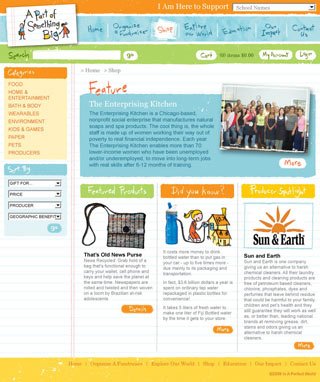 I Am Here to Support
School Names
A Part of
Something
Big
Home
Organize
a Fundraiser
Shop
Explore
our World
Education
Our
Impact
Contact
Us
Search
go
Cart
00 items $0.00
My Account
Login
Categories
FOOD
HOME &
ENTERTAINMENT
BATH & BODY
WEARABLES
ENVIRONMENT
KIDS & GAMES
PAPER
PETS
PRODUCERS
Sort By
GIFT FOR...
PRICE
PRODUCER
GEOGRAPHIC BENEFIT
go
» Home » Shop
Feature
The Enterprising Kitchen
The Enterprising Kitchen is a Chicago-based,
nonprofit social enterprise that manufactures natural
soaps and spa products. The cool thing is, the whole
staff is made up of women working their way out of
poverty to real financial independence. Each year
The Enterprising Kitchen enables more than 70
lower-income women who have been unemployed
and/or underemployed, to move into long-term jobs
with real skills after 6-12 months of training.
More
Featured Products
That's Old News Purse
News Recycled. Grab hold of a
bag that's functional enough to
carry your wallet, cell phone and
keys and help save the planet at
the same time. Newspapers are
rolled and twisted and then woven
on a loom by Brazilian at-risk
adolescents.
Details
Did you know?
It costs more money to drink
bottled water than to put gas in
your car - up to five times more -
due mainly to its packaging and
transportation.
In fact, $3.8 billion dollars a year is
spent on ordinary tap water
repackaged in plastic bottles for
convenience!
It takes 5 liters of fresh water to
make one liter of Fiji Bottled water
by the time it gets to your store.
More
Producer Spotlight
Sun & Earth
Sun and Earth
Sun and Earth is one company
giving us an alternative to harsh
chemical cleaners. All their laundry
products and cleaning products are
free of petroleum based cleaners,
chlorine, phosphates, dyes and
perfumes that leave behind residue
that could be harmful in your family
children and pet's health and they
still guarantee they will work as well
as, or better than, leading national
brands at removing grease, dirt,
stains and odors giving us an
alternative to harsh chemical
cleaners.
More
Home | Organize A Fundraiser | Explore Our World | Shop | Education | Our Impact | Contact Us
©2008 In A Perfect World